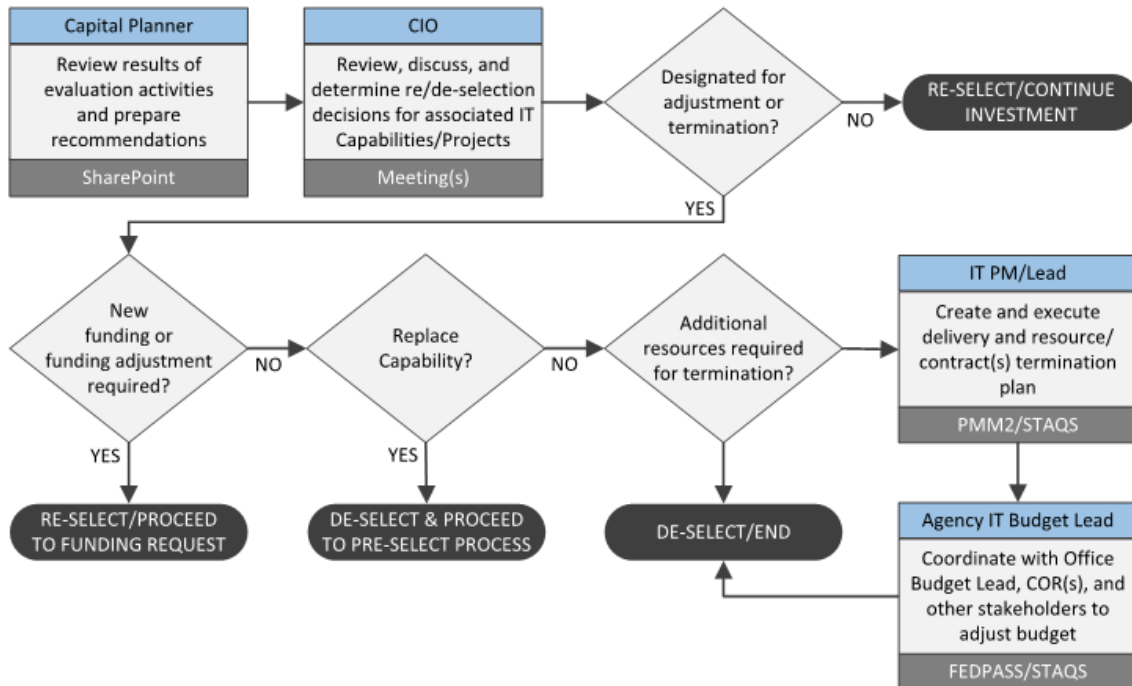 Capital Planner
Review results of
evaluation activities
and prepare
recommendations
SharePoint
CIO
Review, discuss, and
determine re/de-selection
decisions for associated IT
Capabilities/Projects
Meeting(s)
Designated for
adjustment or
termination?
NO
RE-SELECT/CONTINUE
INVESTMENT
YES
New
funding or
funding adjustment
required?
NO
YES
RE-SELECT/PROCEED
TO FUNDING REQUEST
Replace
Capability?
NO
YES
DE-SELECT & PROCEED
TO PRE-SELECT PROCESS
Additional
resources required
for termination?
DE-SELECT/END
IT PM/Lead
Create and execute
delivery and resource/
contract(s) termination
plan
PMM2/STAQS
Agency IT Budget Lead
Coordinate with Office
Budget Lead, COR(s), and
other stakeholders to
adjust budget
FEDPASS/STAQS